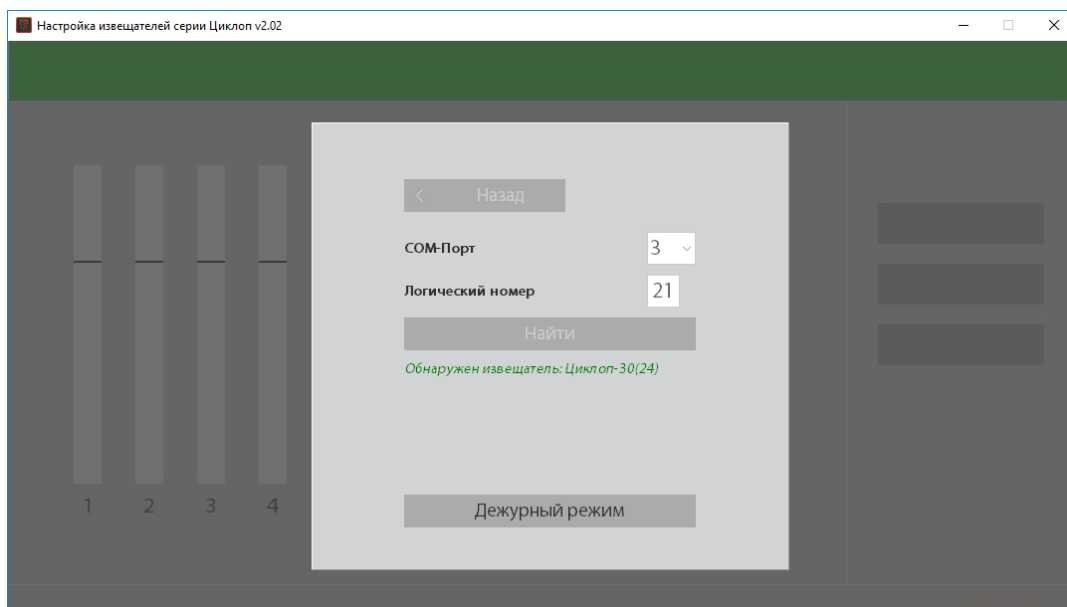 Настройка извещателей серии Циклоп v2.02
Назад
COM-Порт 3
Логический номер 21
Найти
Обнаружен извещатель: Циклоп-30(24)
1 2 3 4
Дежурный режим